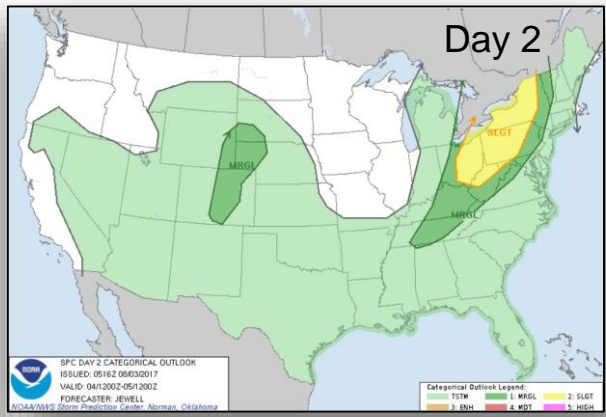 Day 2
SLGT
MRGL
MRGL
NOAA
SPC DAY 2 CATEGORICAL OUTLOOK
ISSUED: 0516Z 08/03/2017
VALID: 04/1200Z-05/1200Z
FORECASTER: JEWELL
NOAA/NWS Storm Prediction Center, Norman, Oklahoma
Categorical Outlook Legend:
TSTM 1: MRGL 2: SLGT
3: ENH 4: MDT 5: HIGH